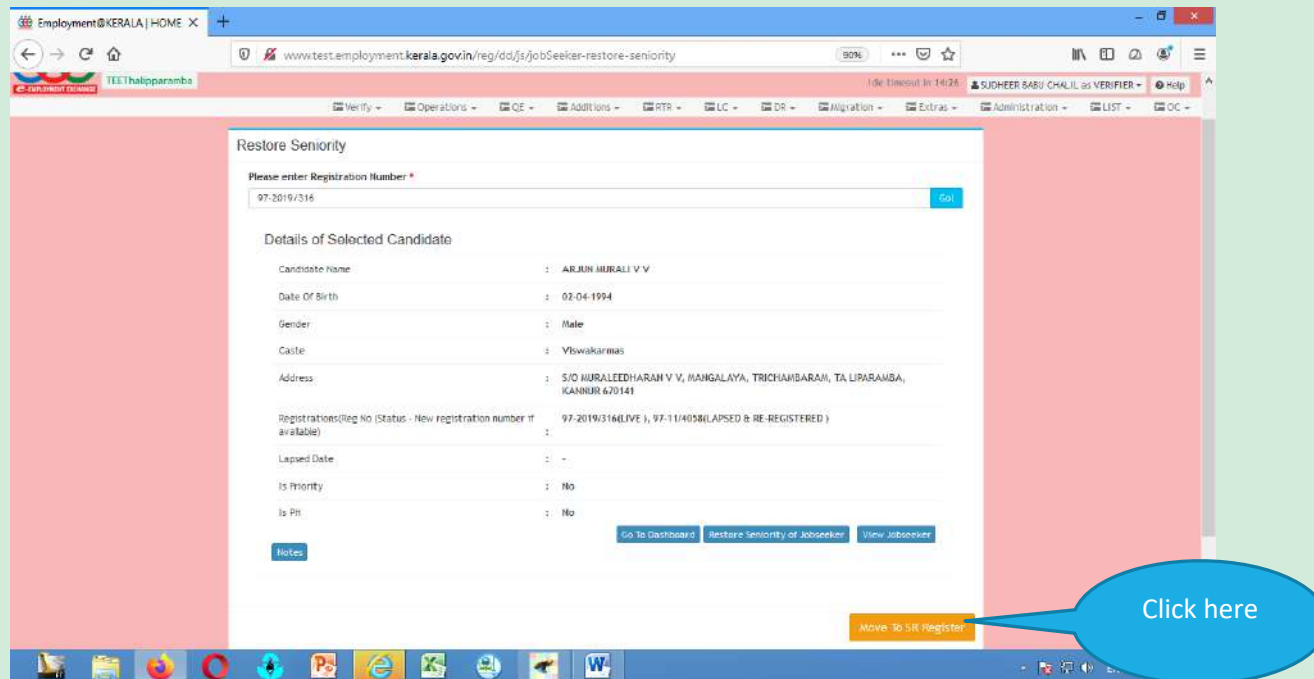 Employment@KERALA | HOME
www.test.employment.kerala.gov.in/reg/dd/js/jobSeeker-restore-seniority
90%
e-EMPLOYMENT EXCHANGE
TEEThalipparamba
Idle timeout in 14:26
SUDHEER BABU CHALIL as VERIFIER
Help
Verify
Operations
QE
Additions
RTR
LC
DR
Migration
Extras
Administration
LIST
OC
Restore Seniority
Please enter Registration Number *
97-2019/316
Go!
Details of Selected Candidate
Candidate Name : ARJUN MURALI V V
Date Of Birth : 02-04-1994
Gender : Male
Caste : Viswakarmas
Address : S/O MURALEEDHARAN V V, MANGALAYA, TRICHAMBARAM, TALIPARAMBA,
KANNUR 670141
Registrations(Reg No (Status - New registration number if 97-2019/316(LIVE ), 97-11/4058(LAPSED & RE-REGISTERED )
available) :
Lapsed Date : -
Is Priority : No
Is PH : No
Go To Dashboard
Restore Seniority of Jobseeker
View Jobseeker
Notes
Move To SR Register
Click here